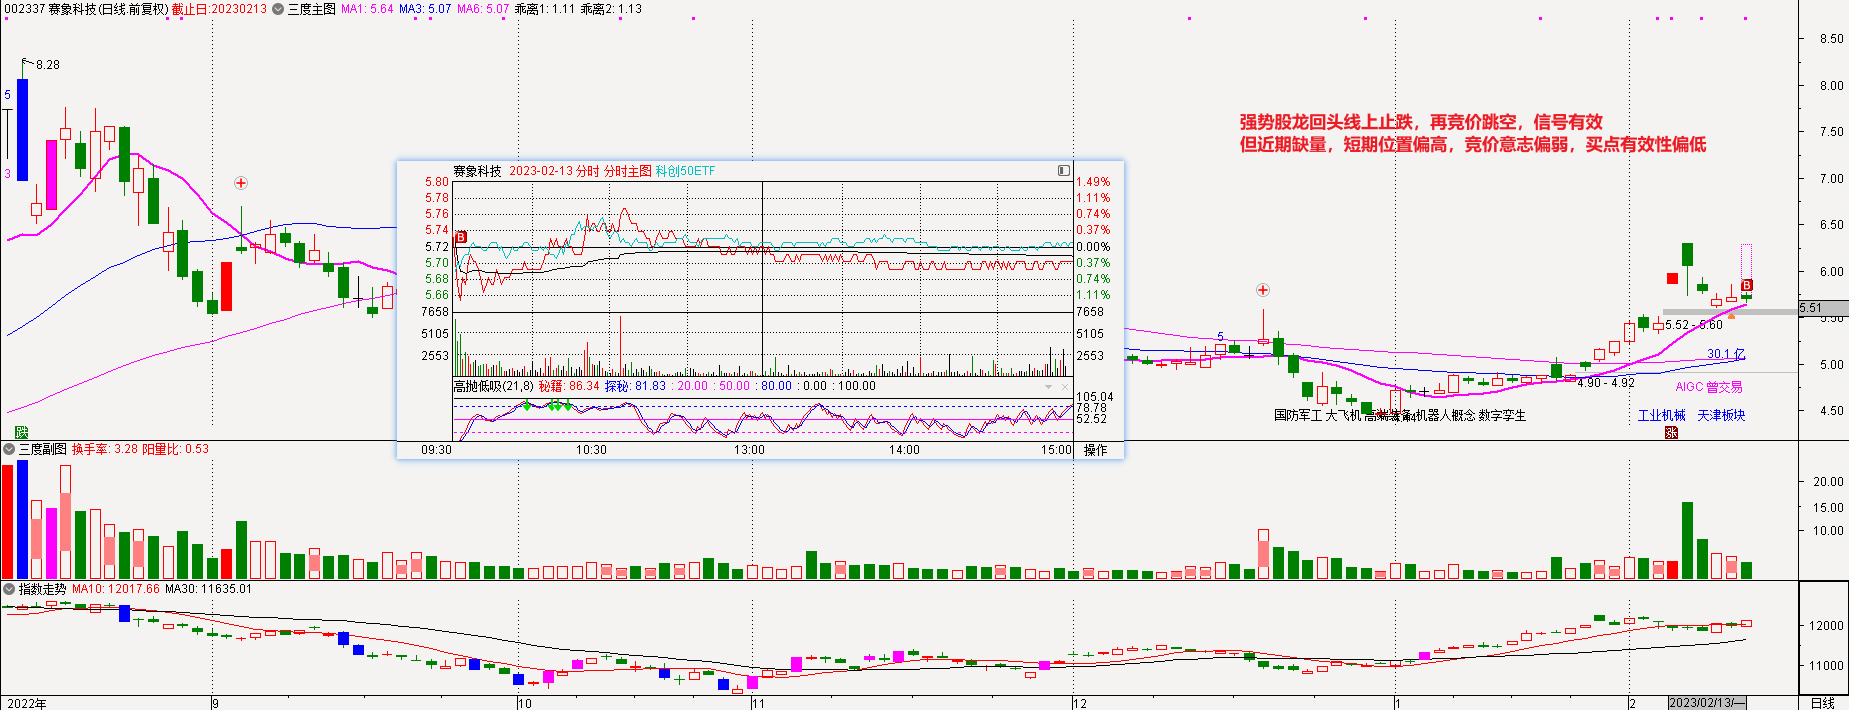 002337 赛象科技(日线.前复权) 截止日:20230213 三度主图 MA1: 5.64 MA3: 5.07 MA6: 5.07 乖离1: 1.11 乖离2: 1.13
8.28
5
3
跌
强势股龙回头线上止跌，再竞价跳空，信号有效
但近期缺量，短期位置偏高，竞价意志偏弱，买点有效性偏低
8.50
8.00
7.50
7.00
6.50
6.00
5.51
5.50
5.00
4.50
赛象科技 2023-02-13 分时 分时主图 科创50ETF
5.80 1.49%
5.78 1.11%
5.76 0.74%
5.74 0.37%
5.72 0.00%
5.70 0.37%
5.68 0.74%
5.66 1.11%
B
7658 7658
5105 5105
2553 2553
高抛低吸(21,8) 秘籍: 86.34 探秘: 81.83 : 20.00 : 50.00 : 80.00 : 0.00 : 100.00
105.04
78.78
52.52
09:30 10:30 13:00 14:00 15:00 操作
5
B
5.52 - 5.60
30.1 亿
4.90 - 4.92
AIGC 曾交易
国防军工 大飞机 高端装备 机器人概念 数字孪生
工业机械 天津板块
涨
三度副图 换手率: 3.28 阳量比: 0.53
20.00
15.00
10.00
指数走势 MA10: 12017.66 MA30: 11635.01
12000
11000
2022年 9 10 11 12 1 2 2023/02/13/一 日线